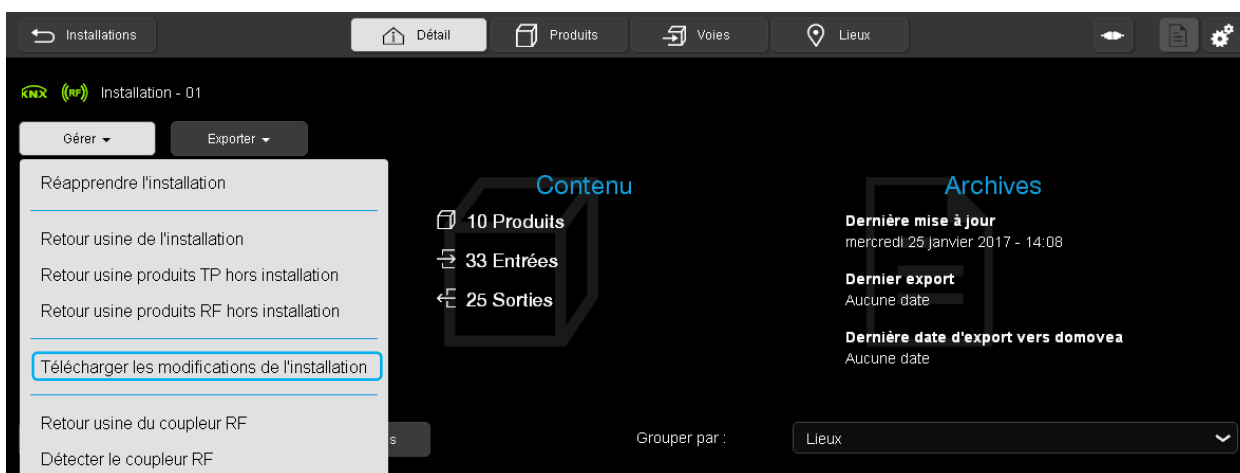 Installations
Détail
Produits
Voies
Lieux
KNX
((RF))
Installation - 01
Gérer
Exporter
Réapprendre l'installation
Retour usine de l'installation
Retour usine produits TP hors installation
Retour usine produits RF hors installation
Télécharger les modifications de l'installation
Retour usine du coupleur RF
Détecter le coupleur RF
Contenu
10 Produits
33 Entrées
25 Sorties
Archives
Dernière mise à jour
mercredi 25 janvier 2017 - 14:08
Dernier export
Aucune date
Dernière date d'export vers domovea
Aucune date
s
Grouper par :
Lieux